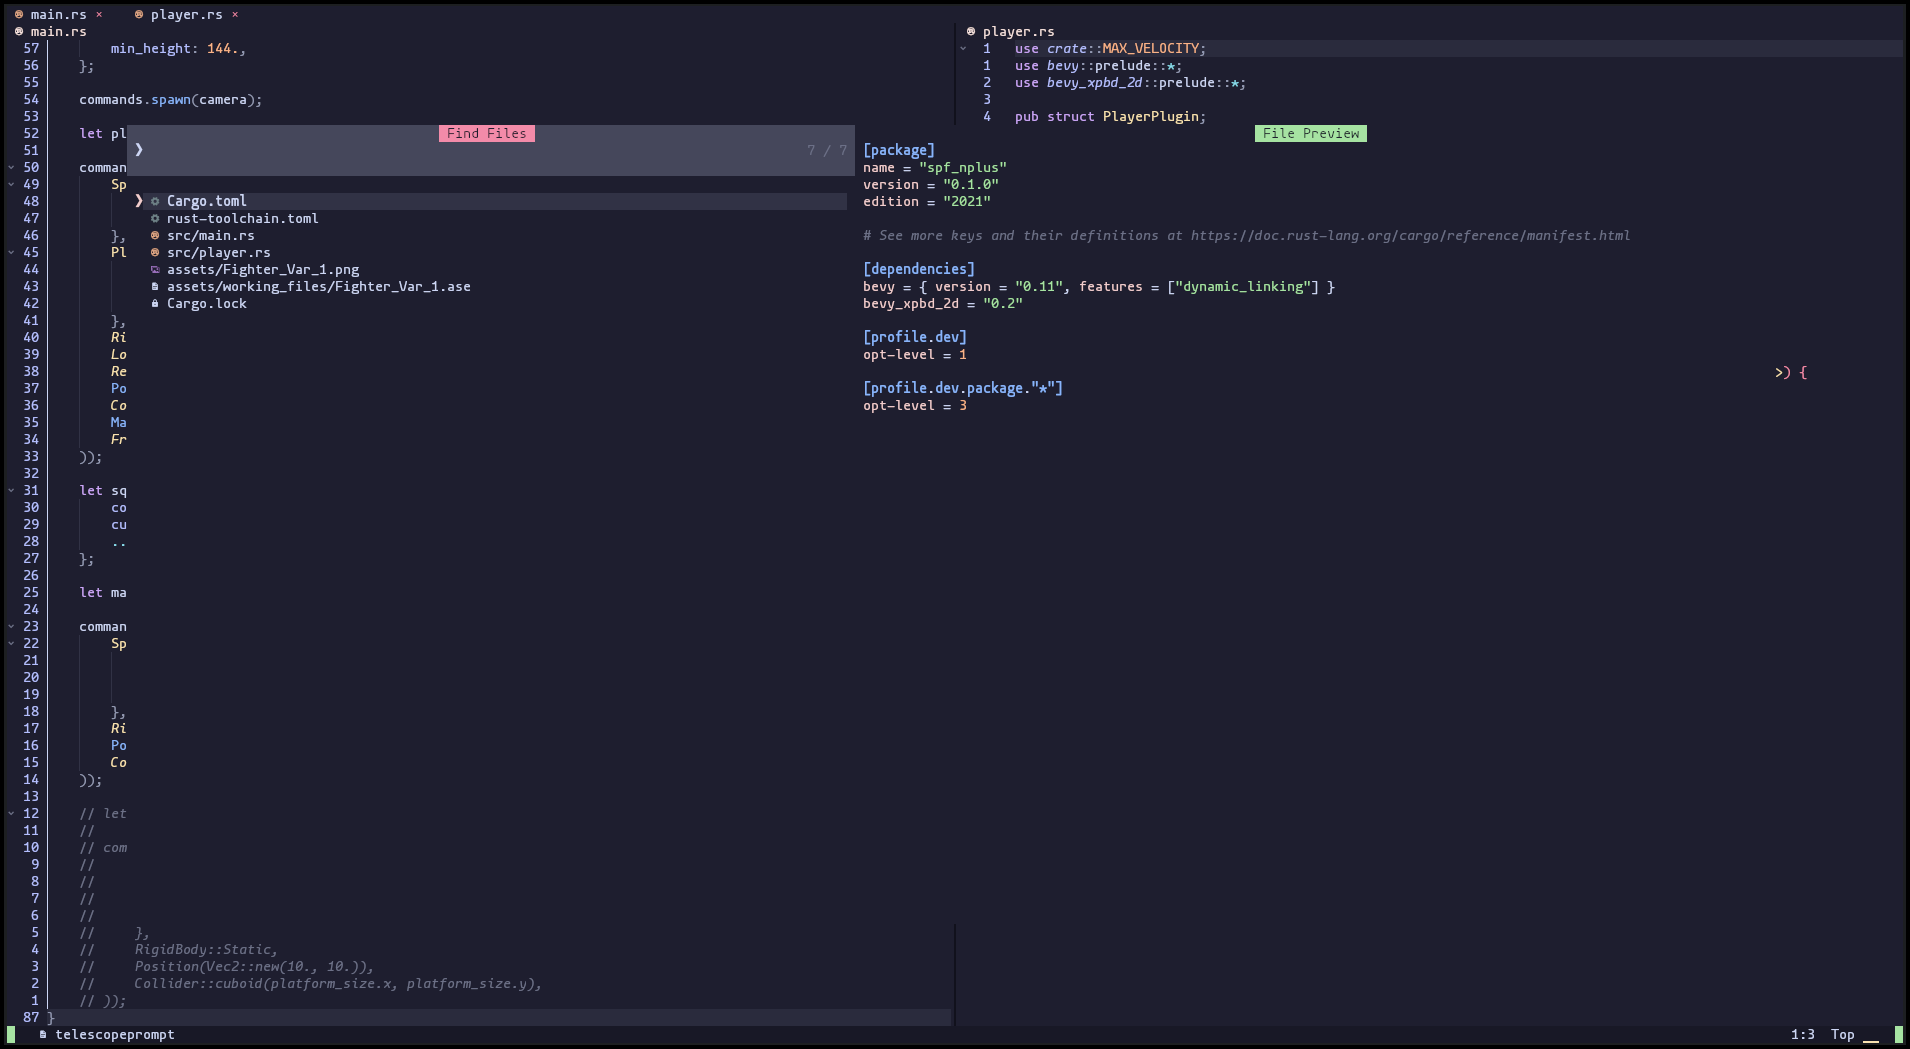 main.rs × player.rs ×
main.rs
57 min_height: 144.,
56 };
55
54 commands.spawn(camera);
53
52 let pl
51
50 comman
49 Sp
48
47
46 },
45 Pl
44
43
42
41 },
40 Ri
39 Lo
38 Re
37 Po
36 Co
35 Ma
34 Fr
33 ));
32
31 let sq
30 co
29 cu
28 ..
27 };
26
25 let ma
24
23 comman
22 Sp
21
20
19
18 },
17 Ri
16 Po
15 Co
14 ));
13
12 // let
11 //
10 // com
9 //
8 //
7 //
6 //
5 // },
4 // RigidBody::Static,
3 // Position(Vec2::new(10., 10.)),
2 // Collider::cuboid(platform_size.x, platform_size.y),
1 // ));
87 }
player.rs
1 use crate::MAX_VELOCITY;
1 use bevy::prelude::*;
2 use bevy_xpbd_2d::prelude::*;
3
4 pub struct PlayerPlugin;
>) {
Find Files
❯ 7 / 7
❯ Cargo.toml
rust-toolchain.toml
src/main.rs
src/player.rs
assets/Fighter_Var_1.png
assets/working_files/Fighter_Var_1.ase
Cargo.lock
File Preview
[package]
name = "spf_nplus"
version = "0.1.0"
edition = "2021"
# See more keys and their definitions at https://doc.rust-lang.org/cargo/reference/manifest.html
[dependencies]
bevy = { version = "0.11", features = ["dynamic_linking"] }
bevy_xpbd_2d = "0.2"
[profile.dev]
opt-level = 1
[profile.dev.package."*"]
opt-level = 3
telescopeprompt 1:3 Top __